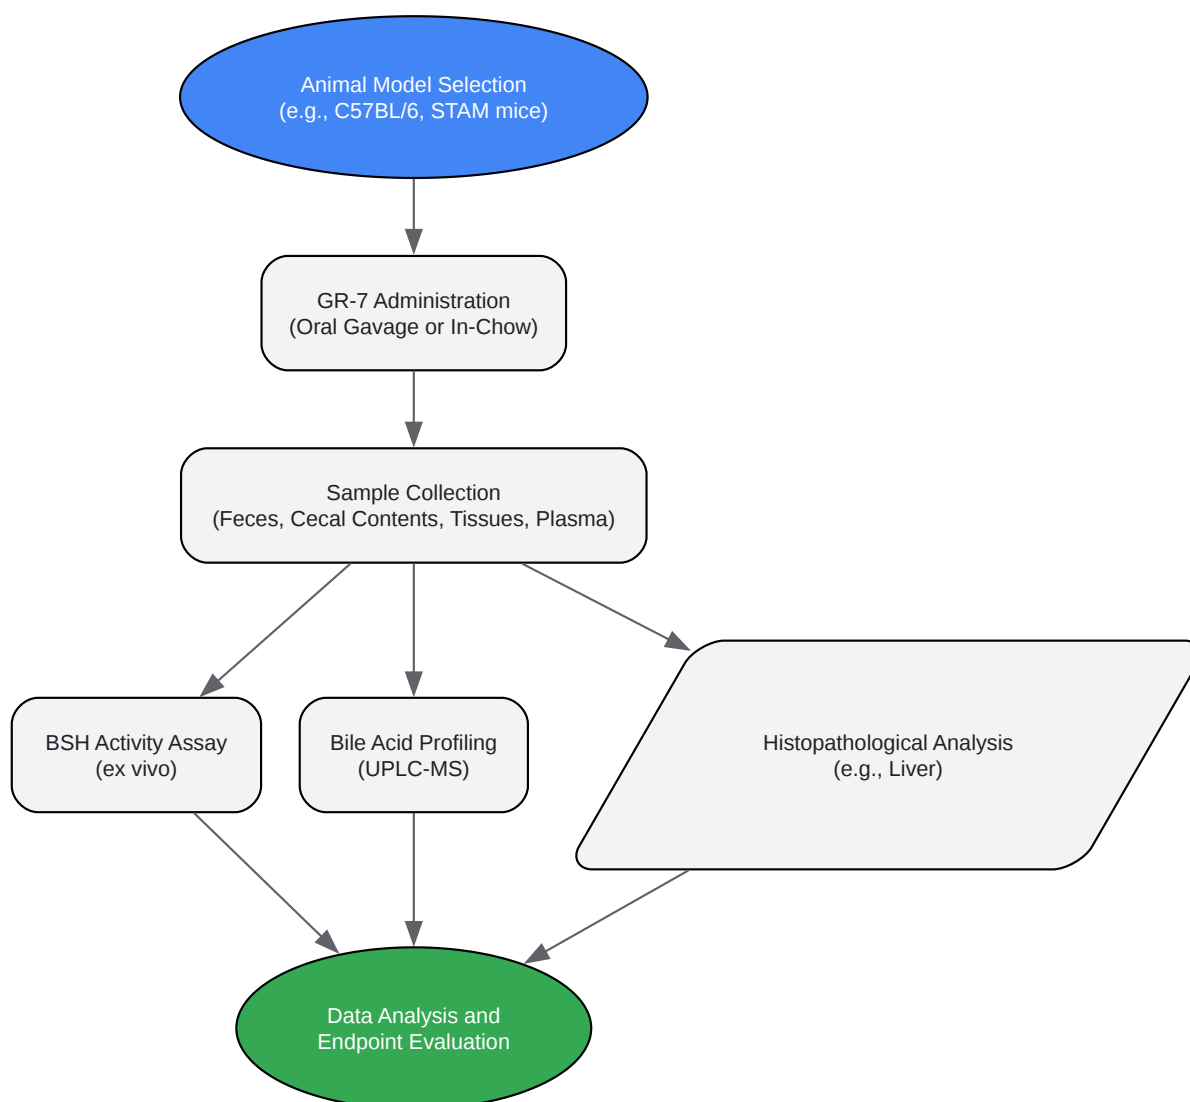 Animal Model Selection
(e.g., C57BL/6, STAM mice)
GR-7 Administration
(Oral Gavage or In-Chow)
Sample Collection
(Feces, Cecal Contents, Tissues, Plasma)
BSH Activity Assay
(ex vivo)
Bile Acid Profiling
(UPLC-MS)
Histopathological Analysis
(e.g., Liver)
Data Analysis and
Endpoint Evaluation